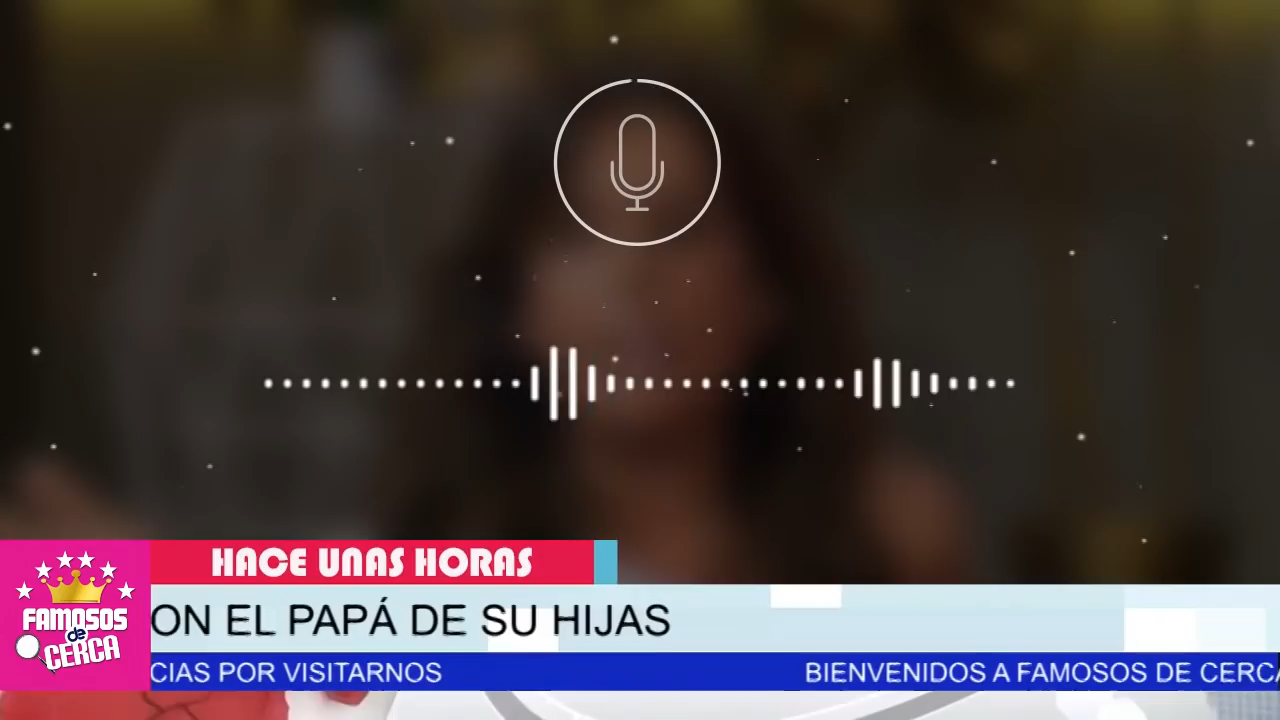 HACE UNAS HORAS
ON EL PAPÁ DE SU HIJAS
FAMOSOS
de
CERCA
CIAS POR VISITARNOS
BIENVENIDOS A FAMOSOS DE CERCA